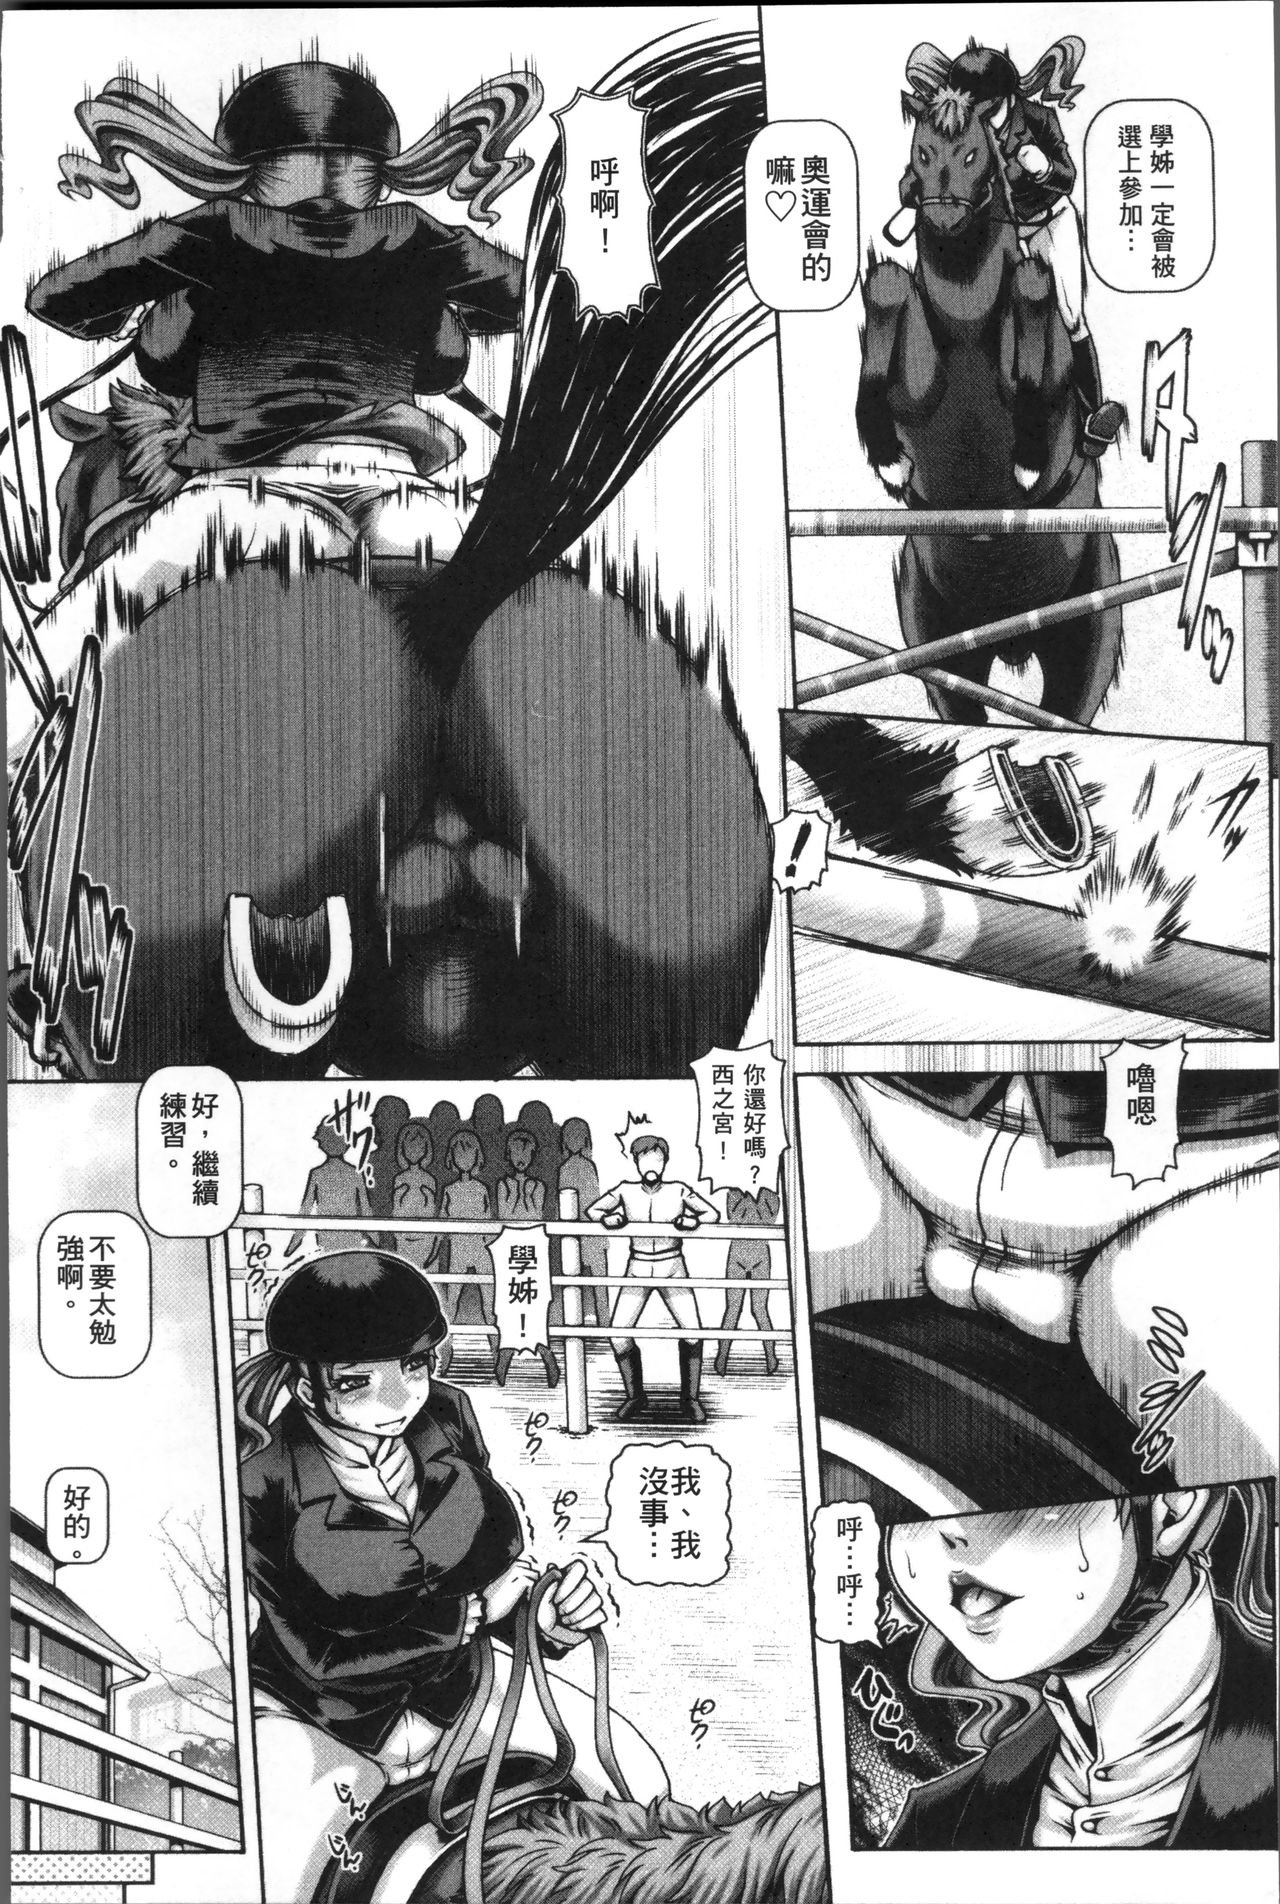 學姊一定會被
選上參加…
奧運會的
嘛♡
呼啊！
！
嚕嗯
呼…呼…
你還好嗎？
西之宮！
學姊！
我、我
沒事…
好，繼續
練習。
不要太勉
強啊。
好的。